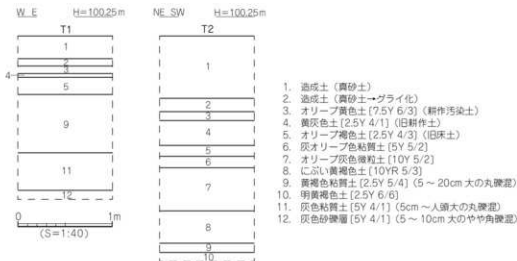 W E H=100.25m
NE SW H=100.25m
T1
T2
1
2
3
4
5
9
11
12
1
2
3
4
5
6
7
8
9
10
0 1m
(S=1:40)
1. 造成土（真砂土）
2. 造成土（真砂土→グライ化）
3. オリーブ黄色土 [7.5Y 6/3]（耕作汚染土）
4. 黄灰色土 [2.5Y 4/1]（旧耕作土）
5. オリーブ褐色土 [2.5Y 4/3]（旧床土）
6. 灰オリーブ色粘質土 [5Y 5/2]
7. オリーブ灰色微粒土 [10Y 5/2]
8. にぶい黄褐色土 [10YR 5/3]
9. 黄褐色粘質土 [2.5Y 5/4]（5 ～ 20cm 大の丸礫混）
10. 明黄褐色土 [2.5Y 6/6]
11. 灰色粘質土 [5Y 4/1]（5cm ～人頭大の丸礫混）
12. 灰色砂礫層 [5Y 4/1]（5 ～ 10cm 大のやや角礫混）